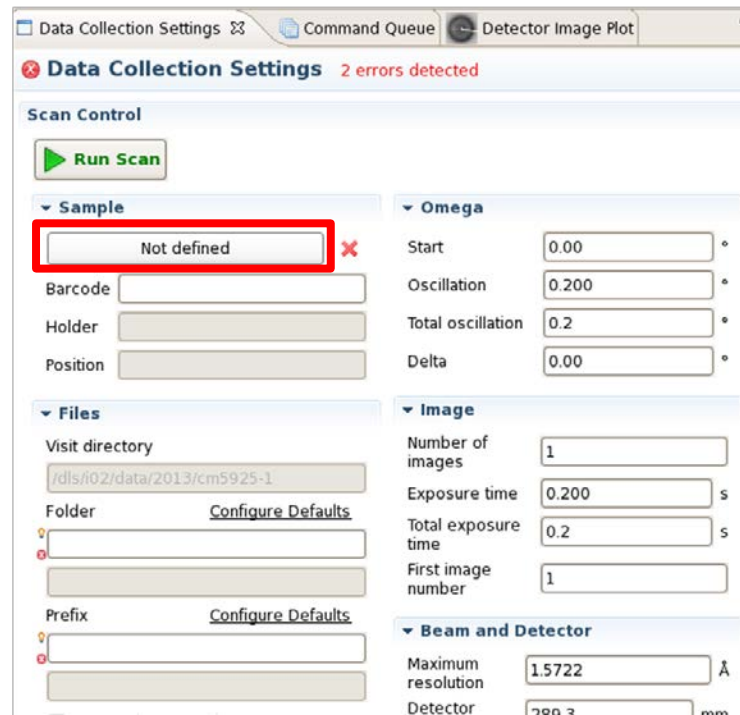 Data Collection Settings Command Queue Detector Image Plot
Data Collection Settings 2 errors detected
Scan Control
Run Scan
Sample
Not defined
Barcode
Holder
Position
Files
Visit directory
/dls/i02/data/2013/cm5925-1
Folder Configure Defaults
Prefix Configure Defaults
Omega
Start 0.00 °
Oscillation 0.200 °
Total oscillation 0.2 °
Delta 0.00 °
Image
Number of
images 1
Exposure time 0.200 s
Total exposure
time 0.2 s
First image
number 1
Beam and Detector
Maximum
resolution 1.5722 Å
Detector 289.3 mm